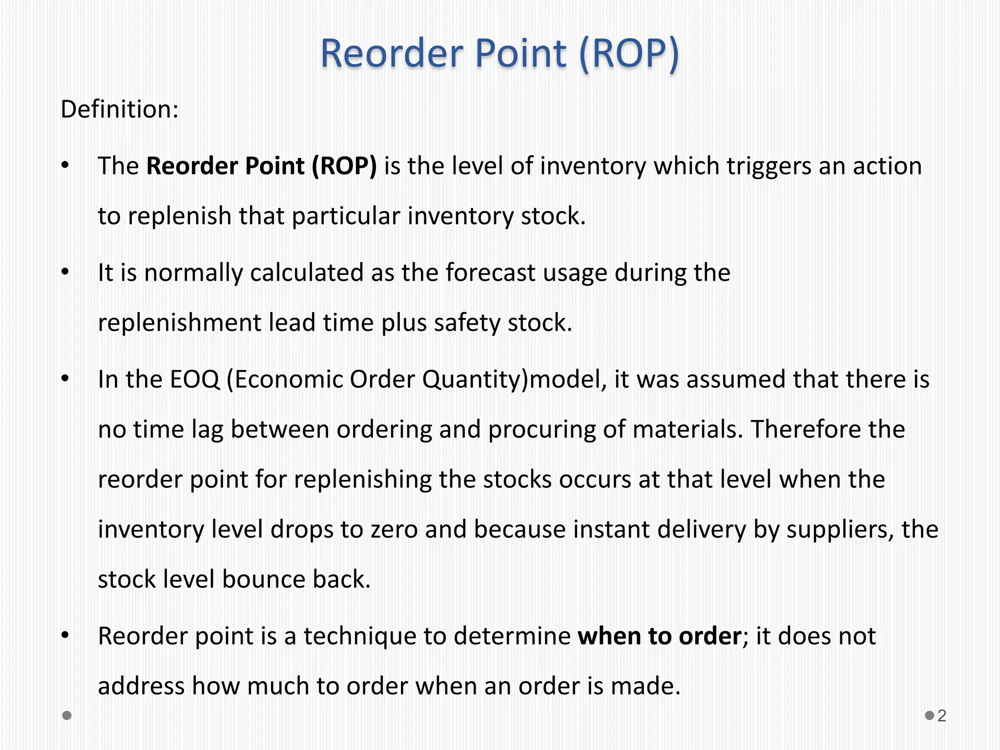 Reorder Point (ROP)
Definition:
• The Reorder Point (ROP) is the level of inventory which triggers an action
to replenish that particular inventory stock.
• It is normally calculated as the forecast usage during the
replenishment lead time plus safety stock.
• In the EOQ (Economic Order Quantity)model, it was assumed that there is
no time lag between ordering and procuring of materials. Therefore the
reorder point for replenishing the stocks occurs at that level when the
inventory level drops to zero and because instant delivery by suppliers, the
stock level bounce back.
• Reorder point is a technique to determine when to order; it does not
address how much to order when an order is made.
2